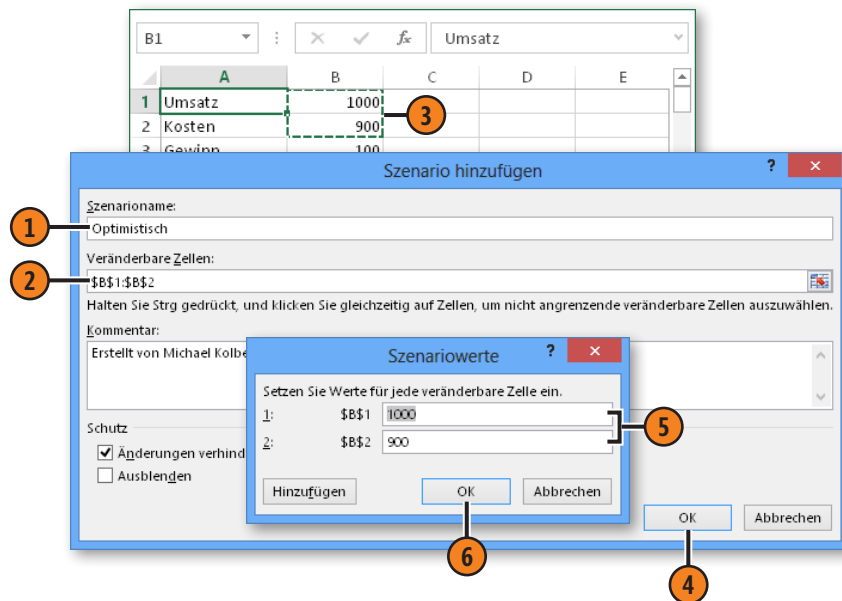 B1 fx Umsatz
A B C D E
1 Umsatz 1000
2 Kosten 900
3
3 Gewinn 100
Szenario hinzufügen ? ×
Szenarioname:
1 Optimistisch
Veränderbare Zellen:
2 $B$1:$B$2
Halten Sie Strg gedrückt, und klicken Sie gleichzeitig auf Zellen, um nicht angrenzende veränderbare Zellen auszuwählen.
Kommentar:
Erstellt von Michael Kolbe
Szenariowerte ? ×
Setzen Sie Werte für jede veränderbare Zelle ein.
1: $B$1 1000
2: $B$2 900
5
Schutz
Änderungen verhind
Ausblenden
Hinzufügen OK Abbrechen
OK Abbrechen
6
4